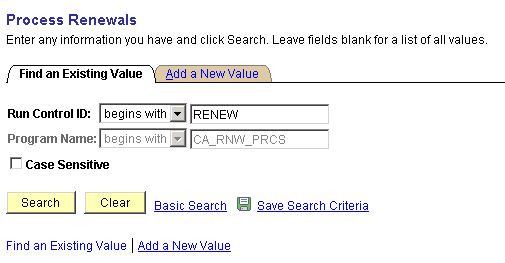 Process Renewals
Enter any information you have and click Search. Leave fields blank for a list of all values.
Find an Existing Value Add a New Value
Run Control ID: begins with RENEW
Program Name: begins with CA_RNW_PRCS
Case Sensitive
Search Clear Basic Search Save Search Criteria
Find an Existing Value | Add a New Value